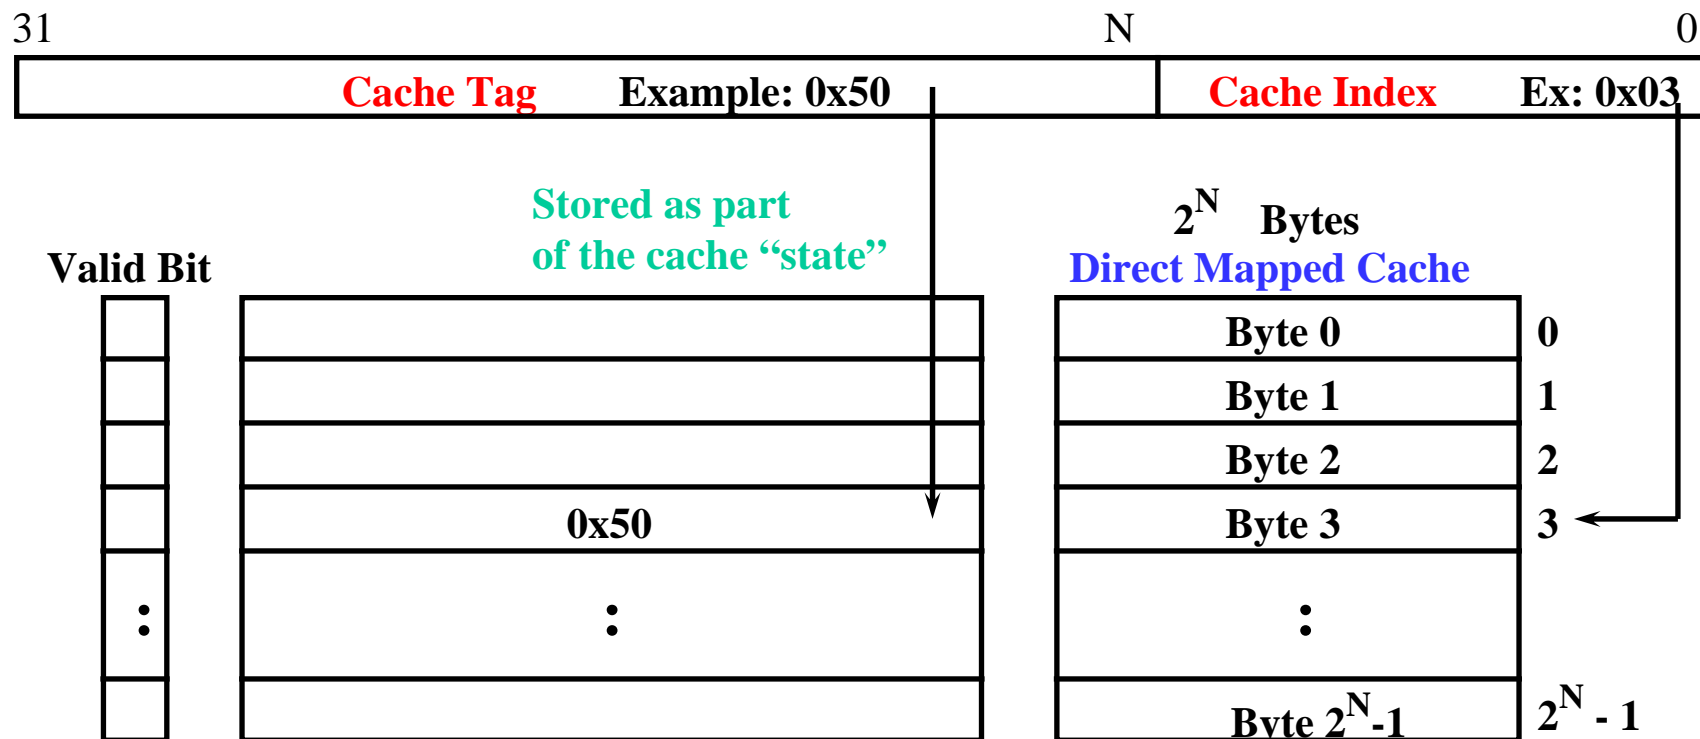 31 N 0
Cache Tag Example: 0x50 Cache Index Ex: 0x03
Stored as part
of the cache “state”
2^N Bytes
Valid Bit
Direct Mapped Cache
Byte 0 0
Byte 1 1
Byte 2 2
0x50 Byte 3 3
: : :
Byte 2^N-1 2^N - 1